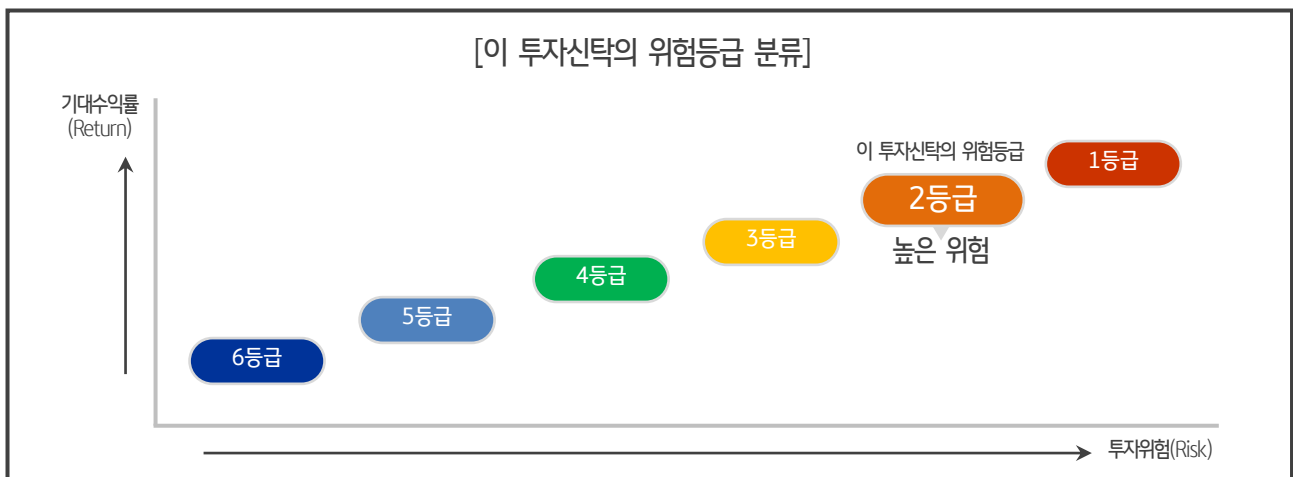 [이 투자신탁의 위험등급 분류]
기대수익률
(Return)
이 투자신탁의 위험등급
1등급
2등급
높은 위험
3등급
4등급
5등급
6등급
투자위험(Risk)